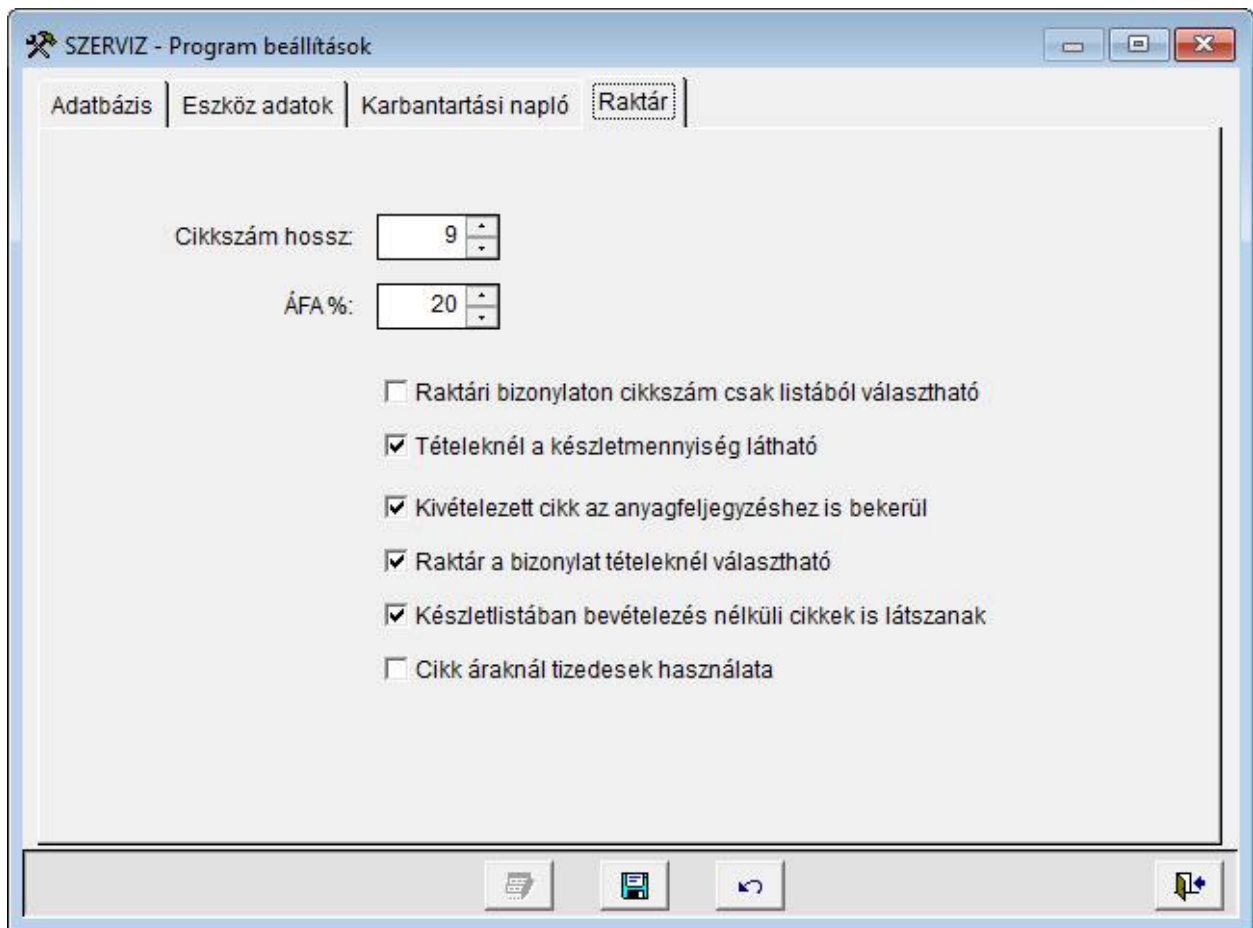 SZERVIZ - Program beállítások
Adatbázis Eszköz adatok Karbantartási napló Raktár
Cikkszám hossz: 9
ÁFA %: 20
Raktári bizonylaton cikkszám csak listából választható
Tételeknél a készletmennyiség látható
Kivételezett cikk az anyagfeljegyzéshez is bekerül
Raktár a bizonylat tételeknél választható
Készletlistában bevételezés nélküli cikkek is látszanak
Cikk áraknál tizedesek használata